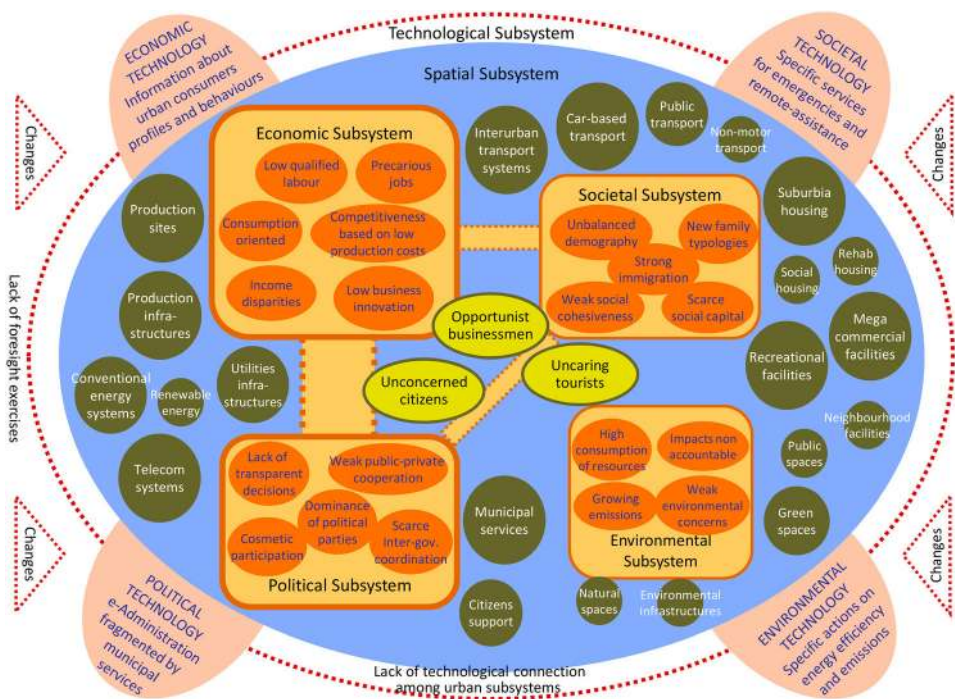 Technological Subsystem
ECONOMIC
TECHNOLOGY
Information about
urban consumers
profiles and behaviours
SOCIETAL
TECHNOLOGY
Specific services
for emergencies and
remote-assistance
Changes
Changes
Spatial Subsystem
Economic Subsystem
Low qualified
labour
Precarious
jobs
Consumption
oriented
Competitiveness
based on low
production costs
Income
disparities
Low business
innovation
Interurban
transport
systems
Car-based
transport
Public
transport
Non-motor
transport
Societal Subsystem
Unbalanced
demography
New family
typologies
Strong
immigration
Weak social
cohesiveness
Scarce
social capital
Suburbia
housing
Rehab
housing
Social
housing
Mega
commercial
facilities
Recreational
facilities
Neighbourhood
facilities
Public
spaces
Green
spaces
Production
sites
Production
infra-
structures
Utilities
infra-
structures
Conventional
energy
systems
Renewable
energy
Telecom
systems
Lack of foresight exercises
Opportunist
businessmen
Unconcerned
citizens
Uncaring
tourists
Lack of
transparent
decisions
Weak public-private
cooperation
Dominance
of political
parties
Cosmetic
participation
Scarce
Inter-gov.
coordination
Political Subsystem
Municipal
services
Citizens
support
High
consumption
of resources
Impacts non
accountable
Growing
emissions
Weak
environmental
concerns
Environmental
Subsystem
Natural
spaces
Environmental
infrastructures
Changes
Changes
POLITICAL
TECHNOLOGY
e-Administration
fragmented by
municipal
services
ENVIRONMENTAL
TECHNOLOGY
Specific actions on
energy efficiency
and emissions
Lack of technological connection
among urban subsystems